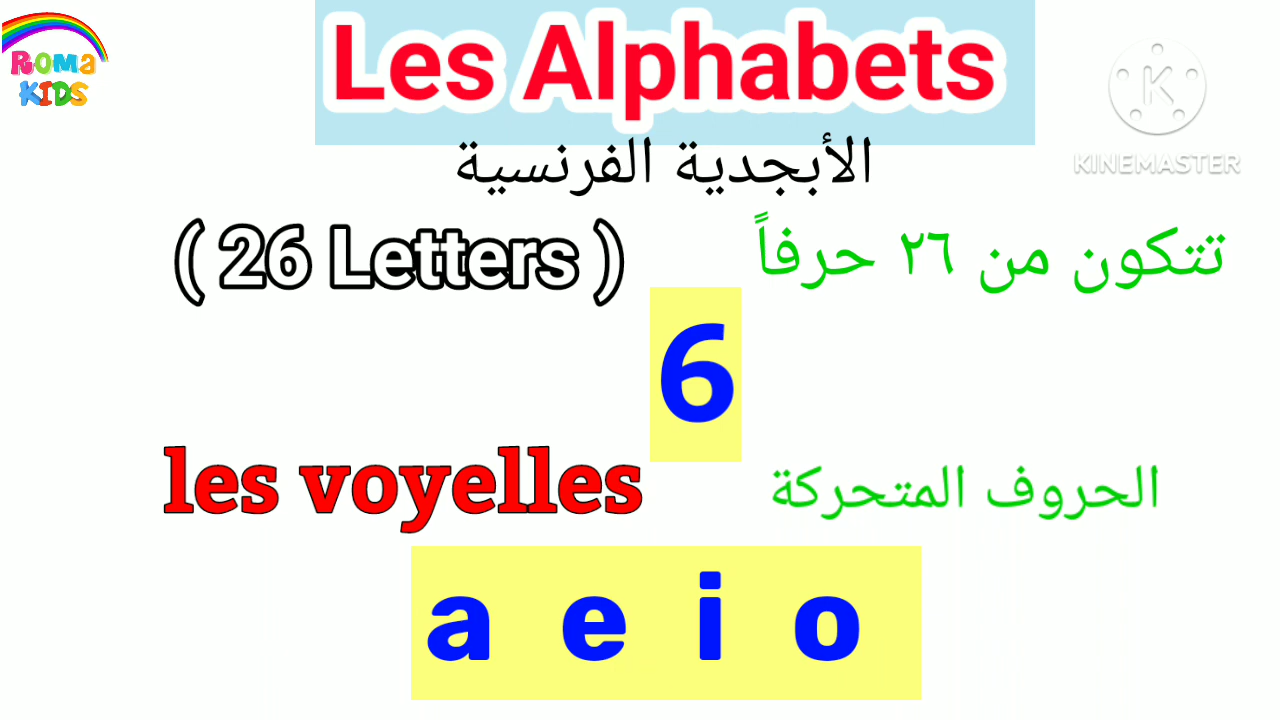 ROMA
KIDS
Les Alphabets
K
KINEMASTER
الأبجدية الفرنسية
( 26 Letters )
تتكون من ٢٦ حرفاً
6
les voyelles
الحروف المتحركة
a e i o